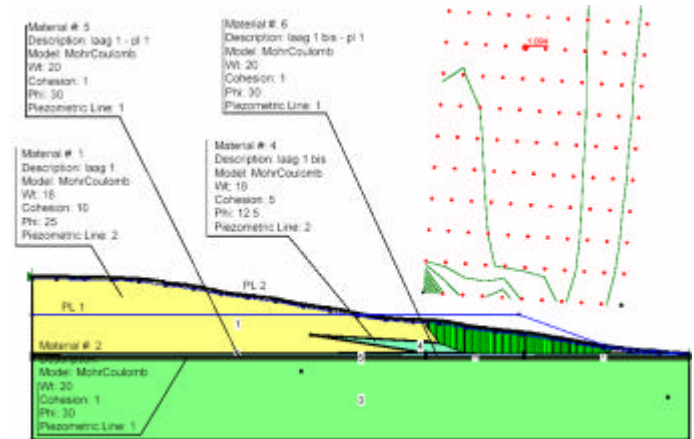 Material #: 5
Description: laag 1 - pl 1
Model: MohrCoulomb
Wt: 20
Cohesion: 1
Phi: 30
Piezometric Line: 1
Material #: 6
Description: laag 1 bis - pl 1
Model: MohrCoulomb
Wt: 20
Cohesion: 1
Phi: 30
Piezometric Line: 1
1.094
Material #: 1
Description: laag 1
Model: MohrCoulomb
Wt: 18
Cohesion: 10
Phi: 25
Piezometric Line: 2
Material #: 4
Description: laag 1 bis
Model: MohrCoulomb
Wt: 18
Cohesion: 5
Phi: 12.5
Piezometric Line: 2
PL 2
PL 1
1
4
Material #: 2
Description:
Model: MohrCoulomb
Wt: 20
Cohesion: 1
Phi: 30
Piezometric Line: 1
3